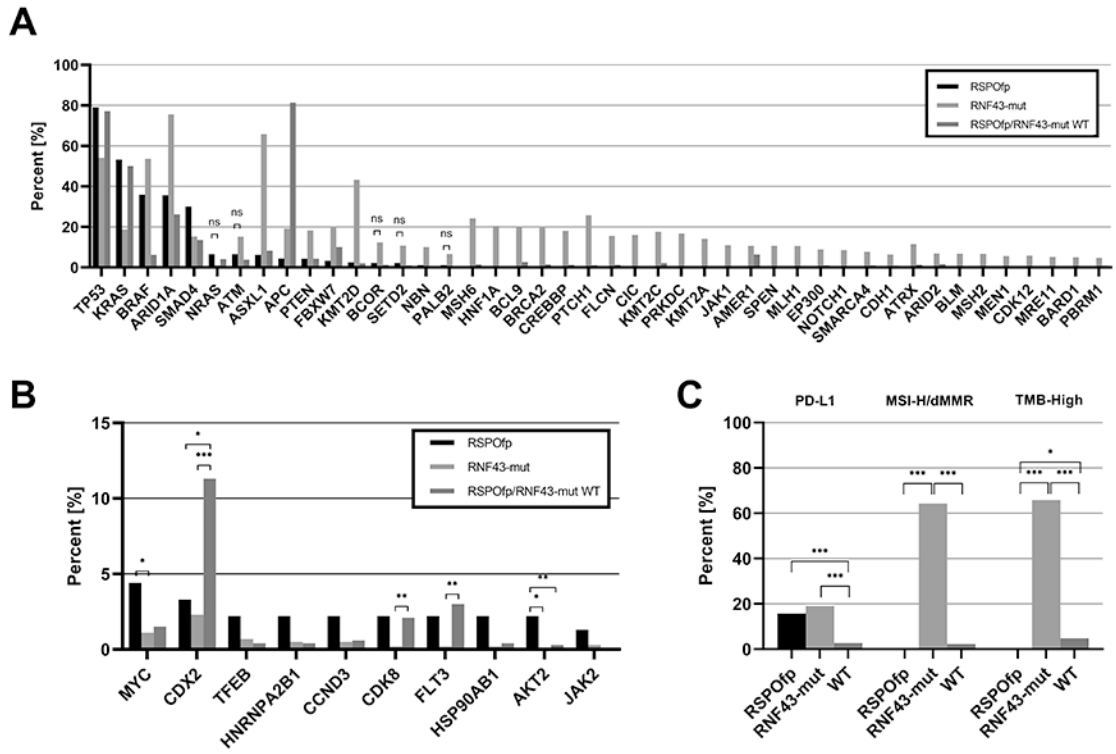 A
Percent [%]
100
80
60
40
20
0
RSPOfp
RNF43-mut
RSPOfp/RNF43-mut WT
ns
ns
ns
ns
ns
TP53
KRAS
BRAF
ARID1A
SMAD4
NRAS
ATM
ASXL1
APC
PTEN
FBXW7
KMT2D
BCOR
SETD2
NBN
PALB2
MSH6
HNF1A
BCL9
BRCA2
CREBBP
PTCH1
FLCN
CIC
KMT2C
PRKDC
KMT2A
JAK1
AMER1
SPEN
MLH1
EP300
NOTCH1
SMARCA4
CDH1
ATRX
ARID2
BLM
MSH2
MEN1
CDK12
MRE11
BARD1
PBRM1
B
Percent [%]
15
10
5
0
RSPOfp
RNF43-mut
RSPOfp/RNF43-mut WT
*
*
***
**
**
**
*
MYC
CDX2
TFEB
HNRNPA2B1
CCND3
CDK8
FLT3
HSP90AB1
AKT2
JAK2
C
PD-L1 MSI-H/dMMR TMB-High
Percent [%]
100
80
60
40
20
0
***
***
*** ***
*
*** ***
RSPOfp
RNF43-mut
WT
RSPOfp
RNF43-mut
WT
RSPOfp
RNF43-mut
WT